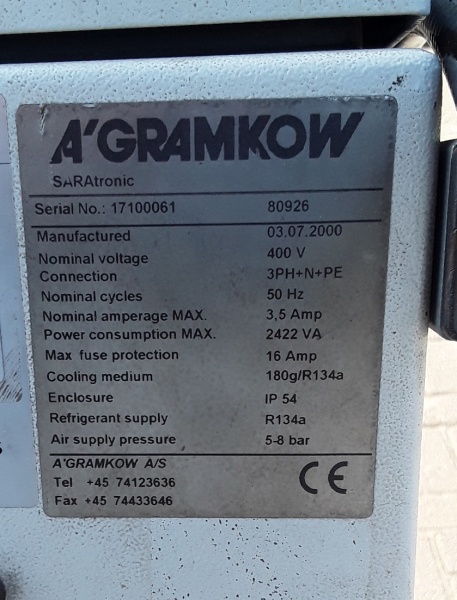 A'GRAMKOW
SARAtronic
Serial No.: 17100061 80926
Manufactured 03.07.2000
Nominal voltage 400 V
Connection 3PH+N+PE
Nominal cycles 50 Hz
Nominal amperage MAX. 3,5 Amp
Power consumption MAX. 2422 VA
Max fuse protection 16 Amp
Cooling medium 180g/R134a
Enclosure IP 54
Refrigerant supply R134a
Air supply pressure 5-8 bar
A'GRAMKOW A/S
Tel +45 74123636
Fax +45 74433646
CE